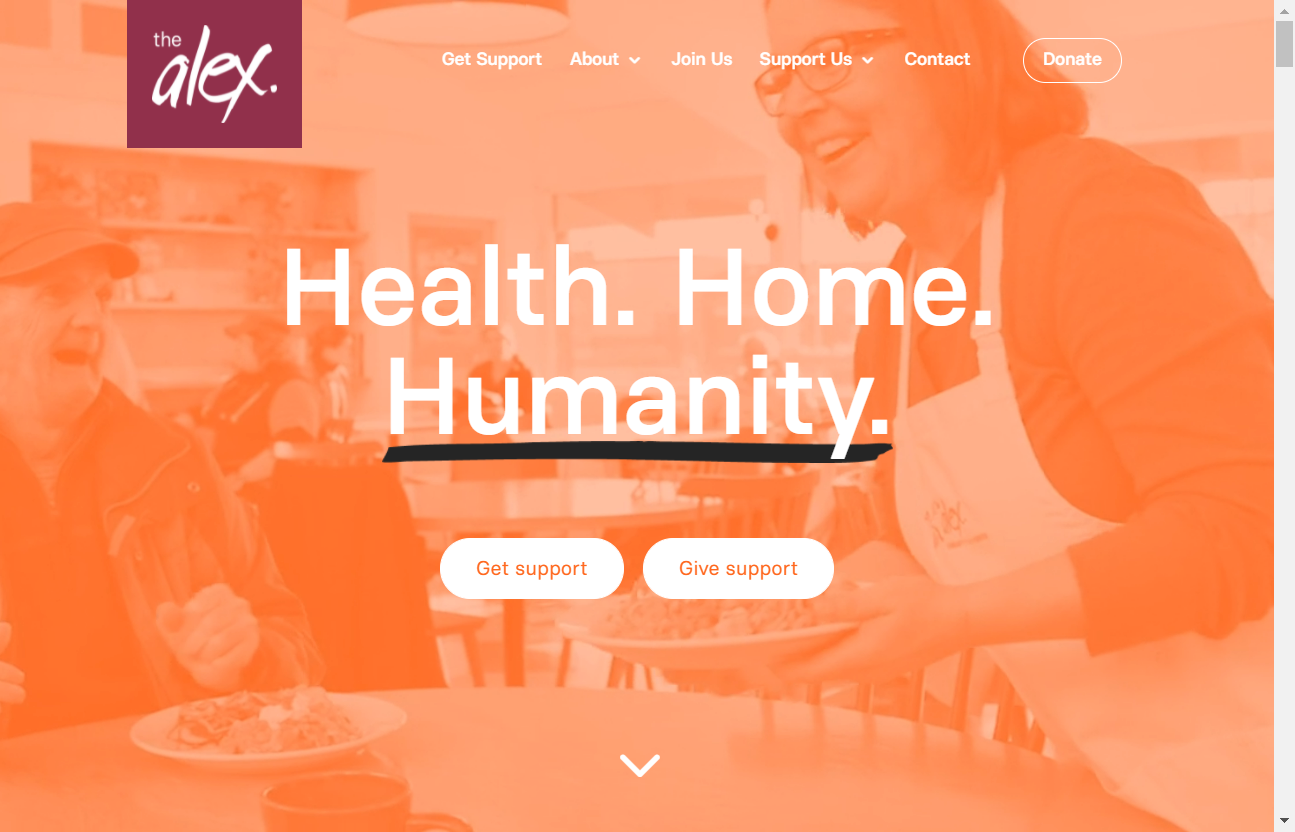 the
alex.
Get Support
About
Join Us
Support Us
Contact
Donate
Health. Home.
Humanity.
Get support
Give support